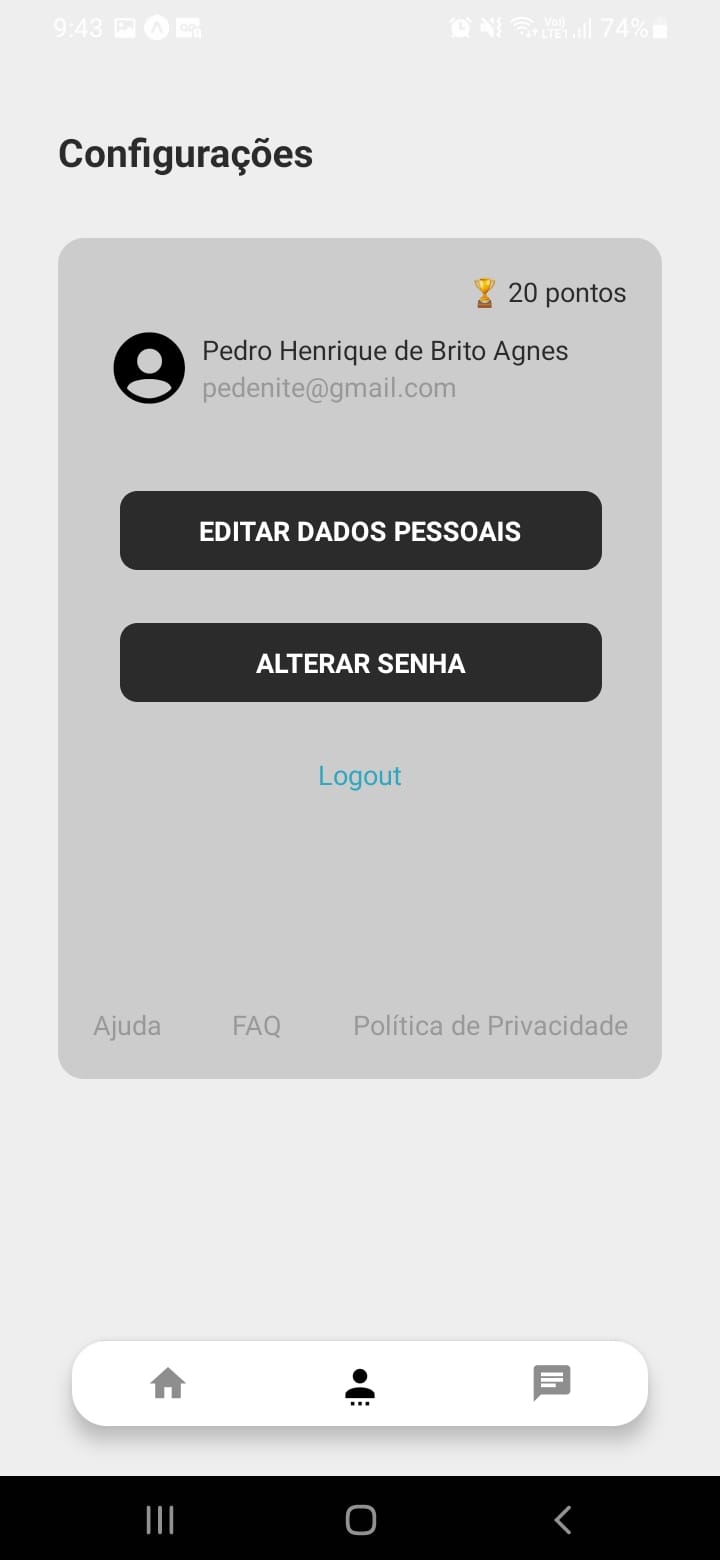 9:43
74%
Configurações
20 pontos
Pedro Henrique de Brito Agnes
pedenite@gmail.com
EDITAR DADOS PESSOAIS
ALTERAR SENHA
Logout
Ajuda FAQ Política de Privacidade